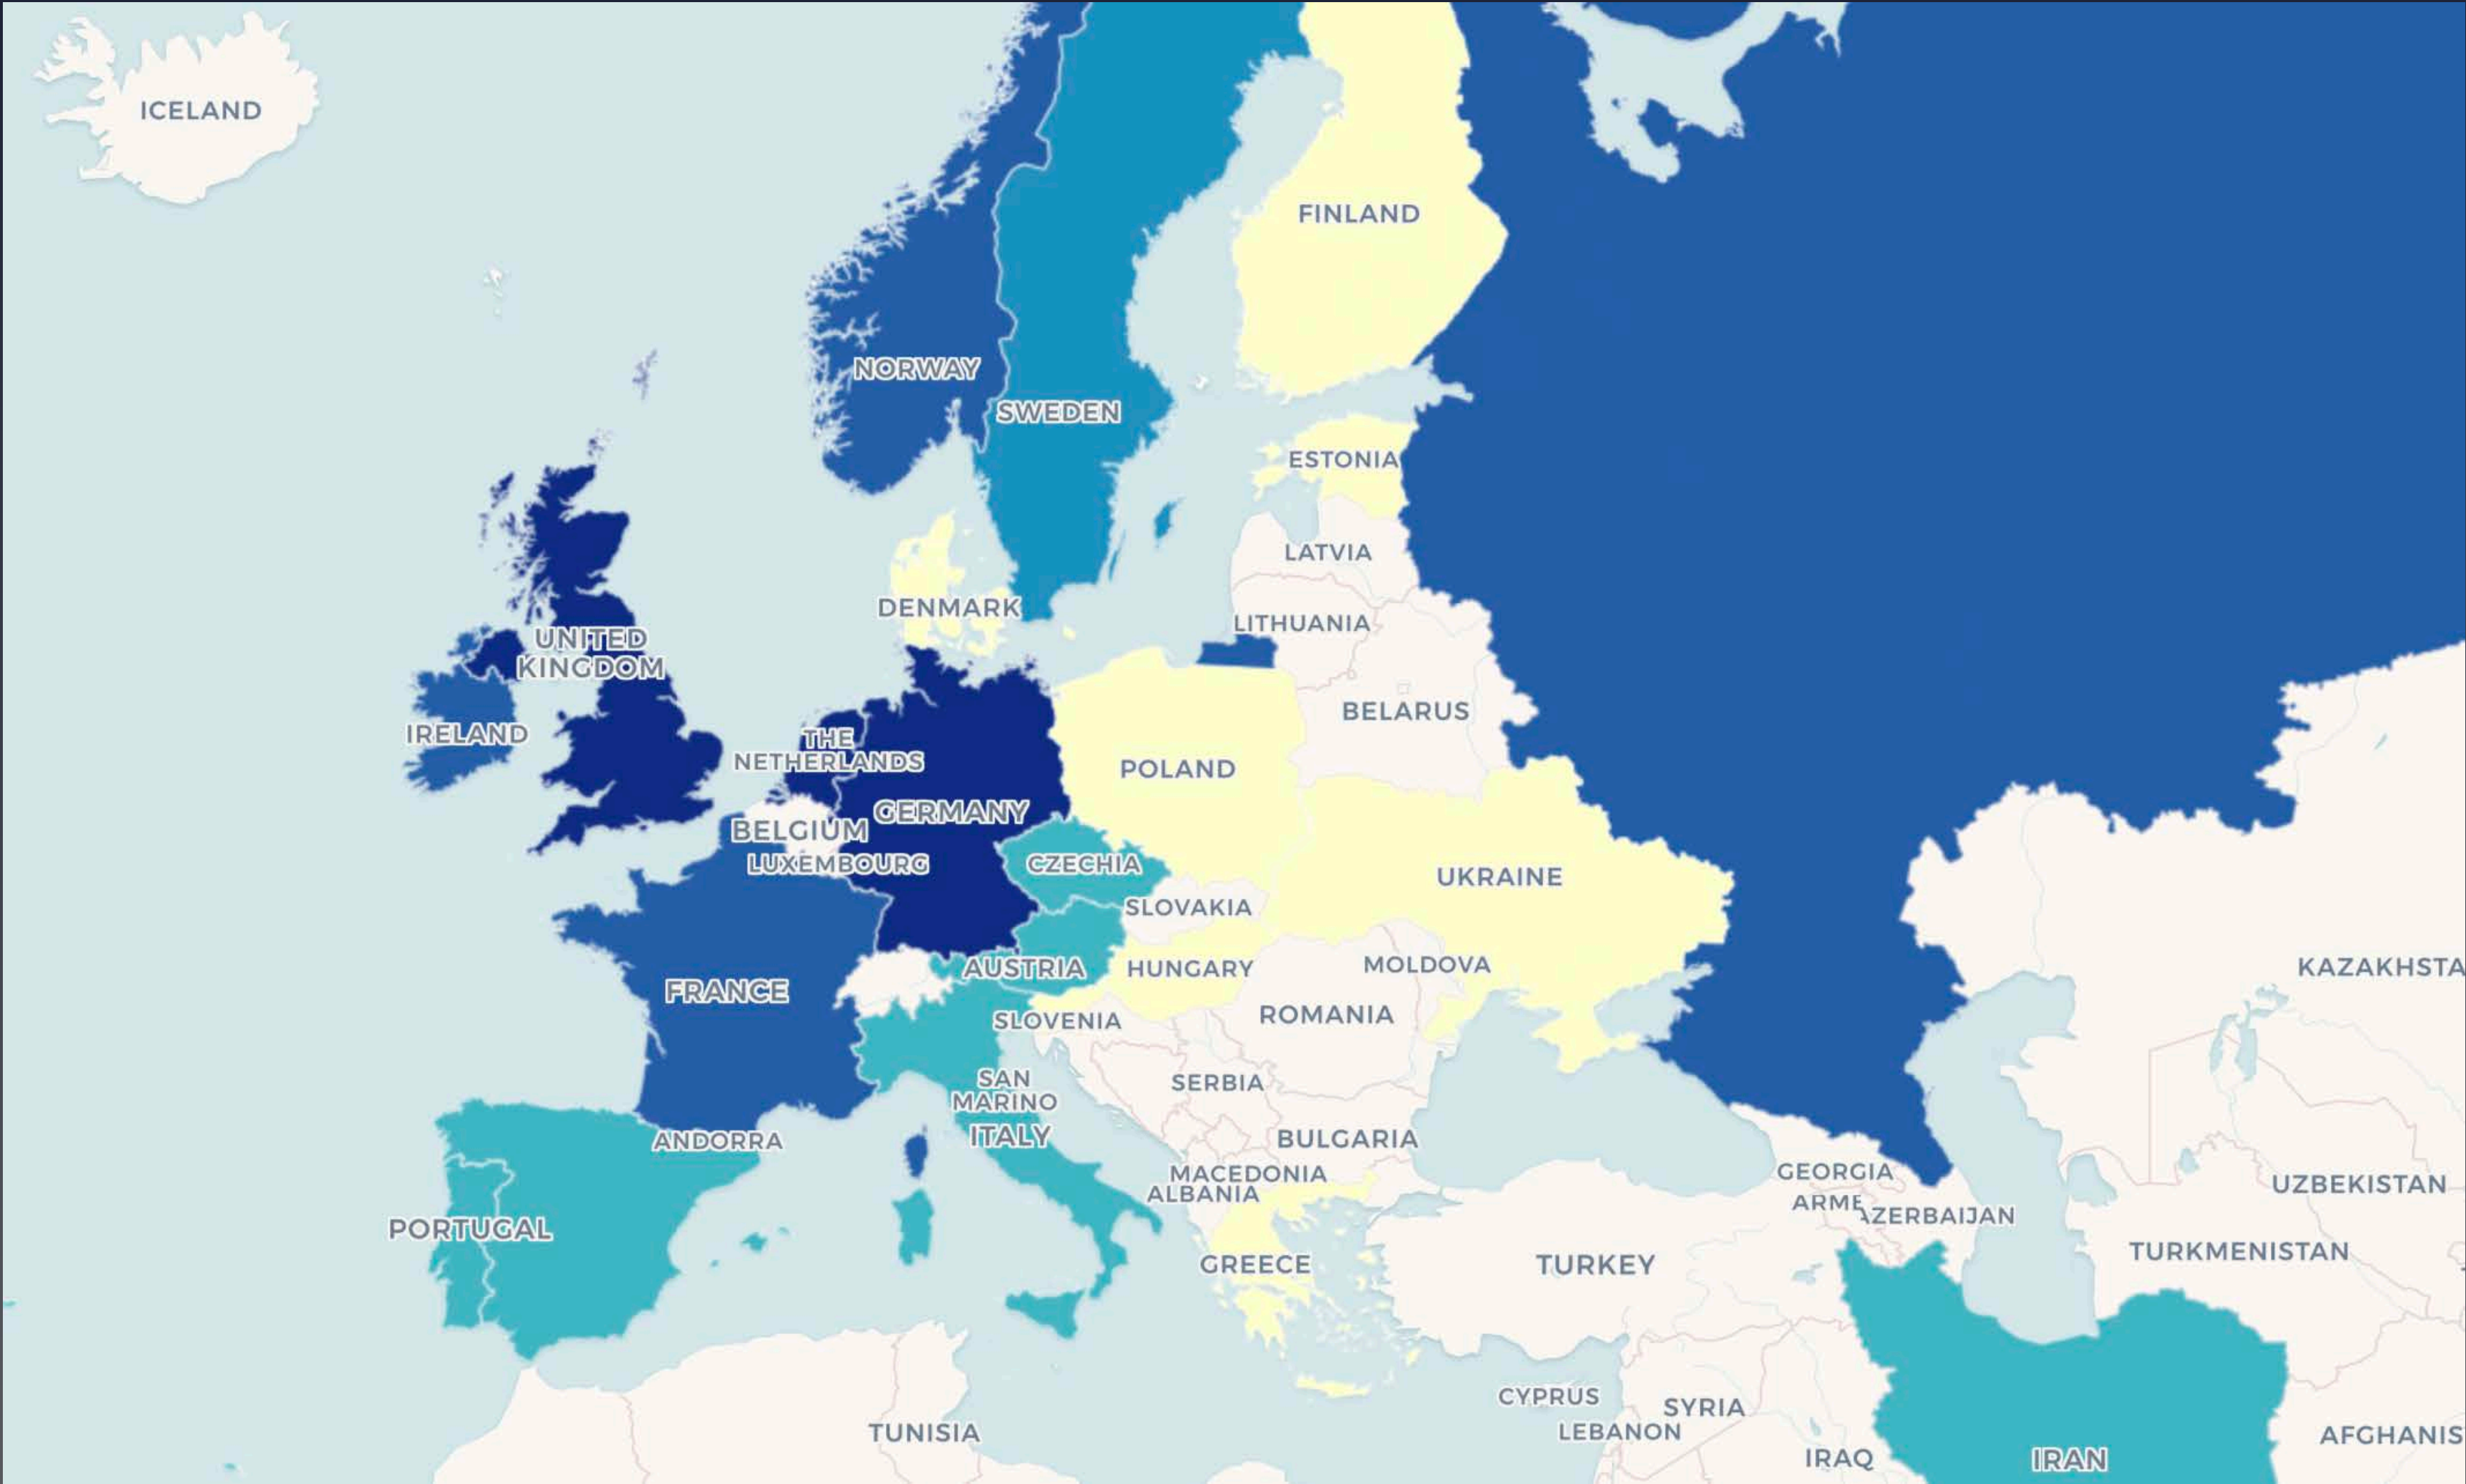 ICELAND
FINLAND
NORWAY
SWEDEN
ESTONIA
LATVIA
DENMARK
LITHUANIA
UNITED
KINGDOM
IRELAND
BELARUS
THE
NETHERLANDS
POLAND
GERMANY
BELGIUM
LUXEMBOURG
CZECHIA
UKRAINE
SLOVAKIA
AUSTRIA
HUNGARY
MOLDOVA
KAZAKHSTA
FRANCE
ROMANIA
SLOVENIA
SAN
MARINO
SERBIA
ITALY
ANDORRA
BULGARIA
MACEDONIA
ALBANIA
GEORGIA
UZBEKISTAN
ARME
AZERBAIJAN
PORTUGAL
GREECE
TURKEY
TURKMENISTAN
CYPRUS
SYRIA
LEBANON
TUNISIA
AFGHANIS
IRAQ
IRAN